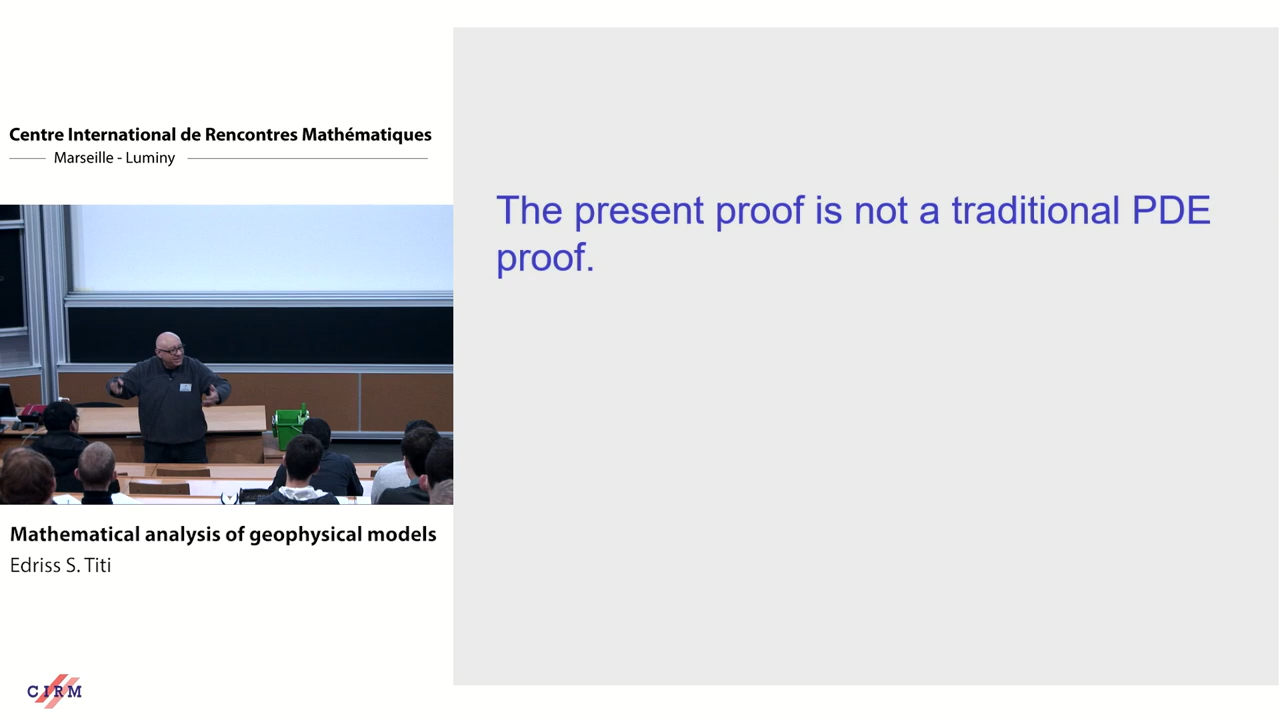 Centre International de Rencontres Mathématiques
Marseille - Luminy
The present proof is not a traditional PDE
proof.
Mathematical analysis of geophysical models
Edriss S. Titi
CIRM